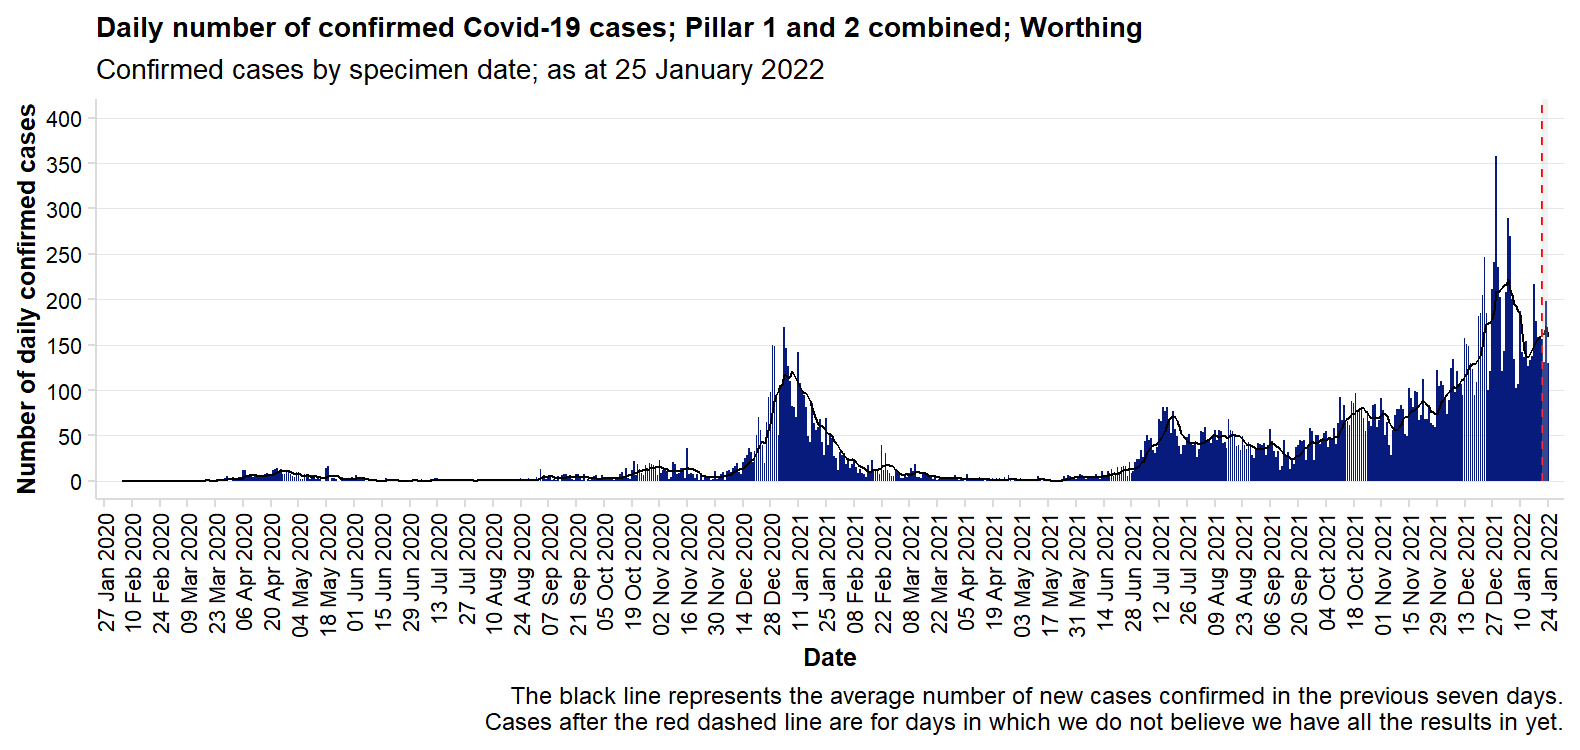 Daily number of confirmed Covid-19 cases; Pillar 1 and 2 combined; Worthing
Confirmed cases by specimen date; as at 25 January 2022
Number of daily confirmed cases
400
350
300
250
200
150
100
50
0
27 Jan 2020
10 Feb 2020
24 Feb 2020
09 Mar 2020
23 Mar 2020
06 Apr 2020
20 Apr 2020
04 May 2020
18 May 2020
01 Jun 2020
15 Jun 2020
29 Jun 2020
13 Jul 2020
27 Jul 2020
10 Aug 2020
24 Aug 2020
07 Sep 2020
21 Sep 2020
05 Oct 2020
19 Oct 2020
02 Nov 2020
16 Nov 2020
30 Nov 2020
14 Dec 2020
28 Dec 2020
11 Jan 2021
25 Jan 2021
08 Feb 2021
22 Feb 2021
08 Mar 2021
22 Mar 2021
05 Apr 2021
19 Apr 2021
03 May 2021
17 May 2021
31 May 2021
14 Jun 2021
28 Jun 2021
12 Jul 2021
26 Jul 2021
09 Aug 2021
23 Aug 2021
06 Sep 2021
20 Sep 2021
04 Oct 2021
18 Oct 2021
01 Nov 2021
15 Nov 2021
29 Nov 2021
13 Dec 2021
27 Dec 2021
10 Jan 2022
24 Jan 2022
Date
The black line represents the average number of new cases confirmed in the previous seven days.
Cases after the red dashed line are for days in which we do not believe we have all the results in yet.